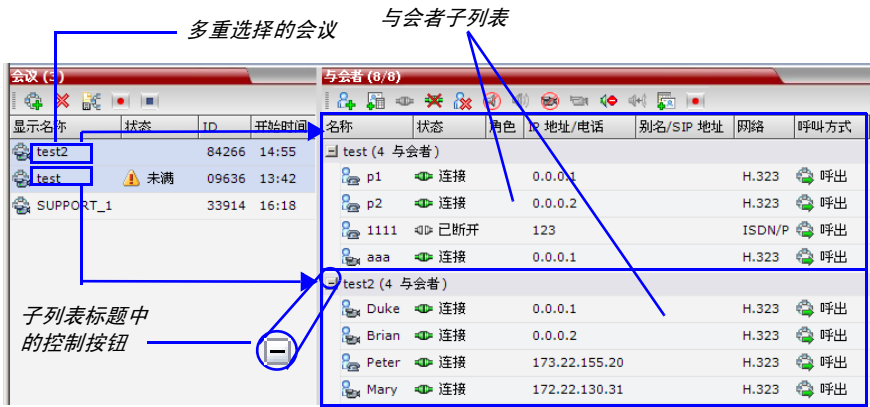 多重选择的会议
与会者子列表
会议 (3)
与会者 (8/8)
显示名称 状态 ID 开始时间
名称 状态 角色 IP 地址/电话 别名/SIP 地址 网络 呼叫方式
test2 84266 14:55
test 未满 09636 13:42
SUPPORT_1 33914 16:18
test (4 与会者)
p1 连接 0.0.0.1 H.323 呼出
p2 连接 0.0.0.2 H.323 呼出
1111 已断开 123 ISDN/P 呼出
aaa 连接 0.0.0.1 H.323 呼出
test2 (4 与会者)
Duke 连接 0.0.0.1 H.323 呼出
Brian 连接 0.0.0.2 H.323 呼出
Peter 连接 173.22.155.20 H.323 呼出
Mary 连接 172.22.130.31 H.323 呼出
子列表标题中
的控制按钮